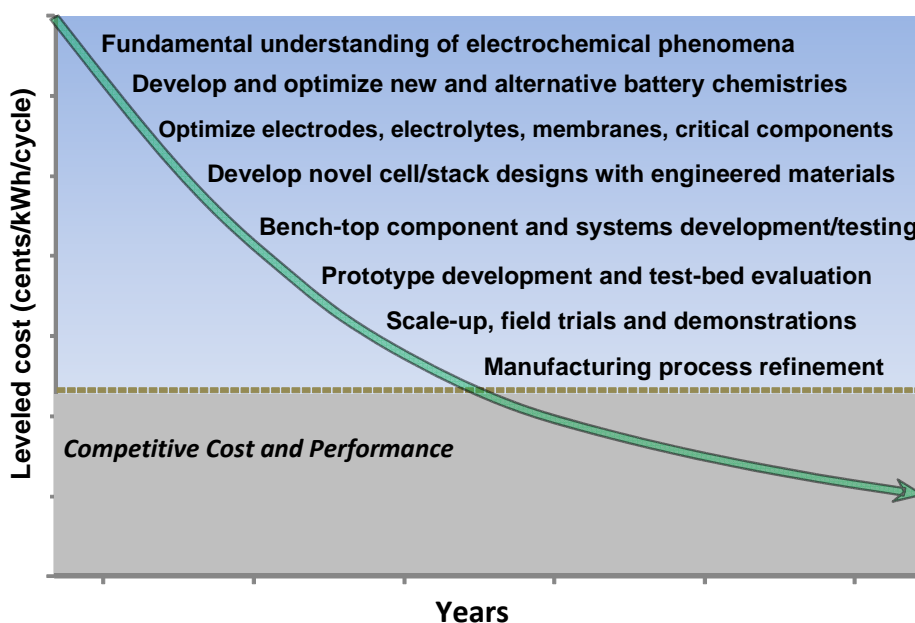 Fundamental understanding of electrochemical phenomena
Develop and optimize new and alternative battery chemistries
Optimize electrodes, electrolytes, membranes, critical components
Develop novel cell/stack designs with engineered materials
Bench-top component and systems development/testing
Prototype development and test-bed evaluation
Scale-up, field trials and demonstrations
Manufacturing process refinement
Competitive Cost and Performance
Leveled cost (cents/kWh/cycle)
Years